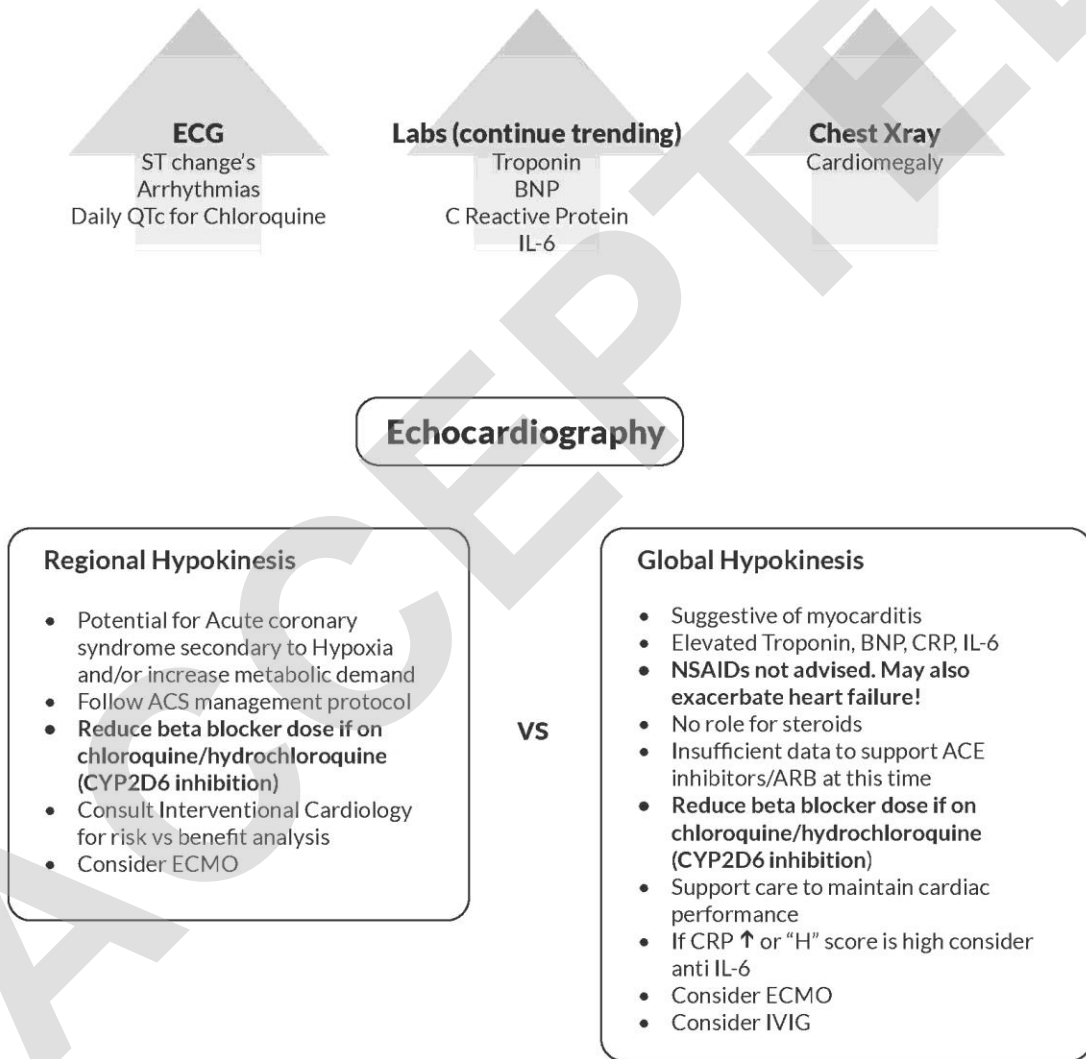 ECG
ST change's
Arrhythmias
Daily QTc for Chloroquine
Labs (continue trending)
Troponin
BNP
C Reactive Protein
IL-6
Chest Xray
Cardiomegaly
Echocardiography
Regional Hypokinesis
• Potential for Acute coronary
syndrome secondary to Hypoxia
and/or increase metabolic demand
• Follow ACS management protocol
• Reduce beta blocker dose if on
chloroquine/hydrochloroquine
(CYP2D6 inhibition)
• Consult Interventional Cardiology
for risk vs benefit analysis
• Consider ECMO
vs
Global Hypokinesis
• Suggestive of myocarditis
• Elevated Troponin, BNP, CRP, IL-6
• NSAIDs not advised. May also
exacerbate heart failure!
• No role for steroids
• Insufficient data to support ACE
inhibitors/ARB at this time
• Reduce beta blocker dose if on
chloroquine/hydrochloroquine
(CYP2D6 inhibition)
• Support care to maintain cardiac
performance
• If CRP ↑ or “H” score is high consider
anti IL-6
• Consider ECMO
• Consider IVIG
ACCEPTE